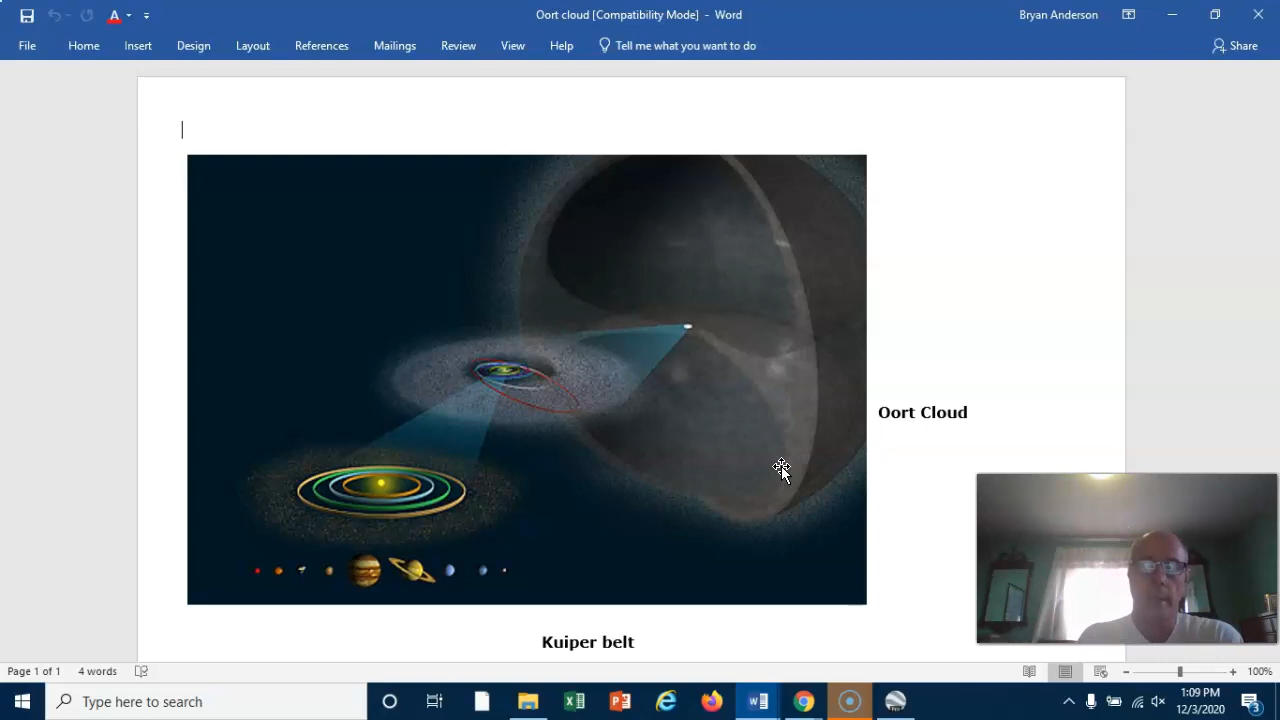 Oort cloud [Compatibility Mode] - Word
Bryan Anderson
File Home Insert Design Layout References Mailings Review View Help Tell me what you want to do Share
Oort Cloud
Kuiper belt
Page 1 of 1 4 words 100%
Type here to search
1:09 PM
12/3/2020
3